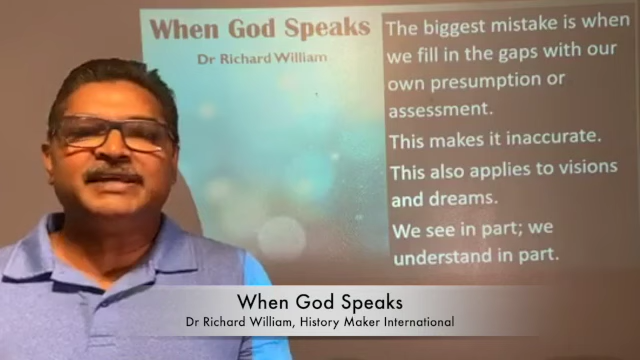 When God Speaks
Dr Richard William
The biggest mistake is when
we fill in the gaps with our
own presumption or
assessment.
This makes it inaccurate.
This also applies to visions
and dreams.
We see in part; we
understand in part.
When God Speaks
Dr Richard William, History Maker International